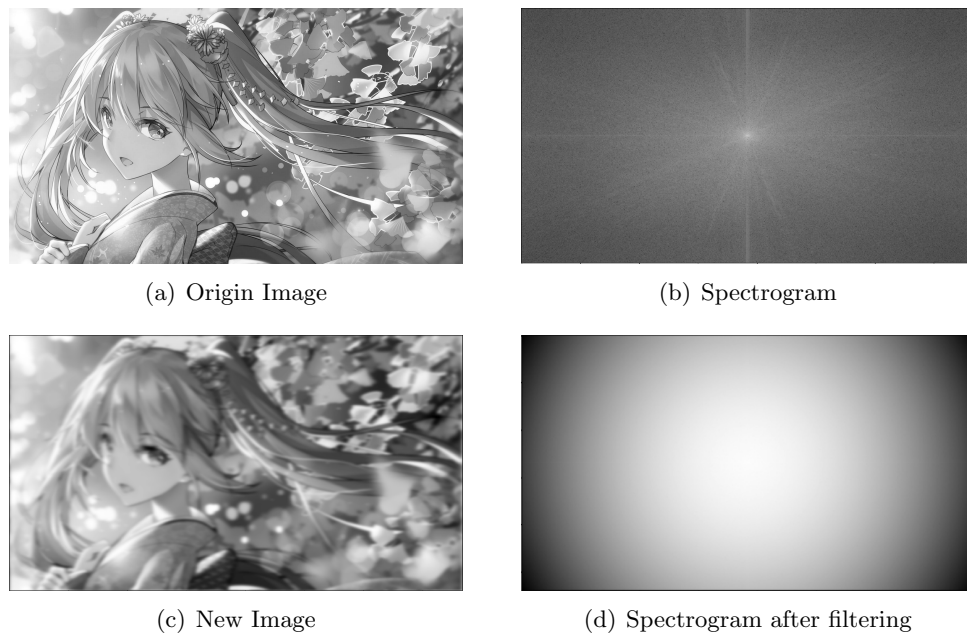 (a) Origin Image
(b) Spectrogram
(c) New Image
(d) Spectrogram after filtering